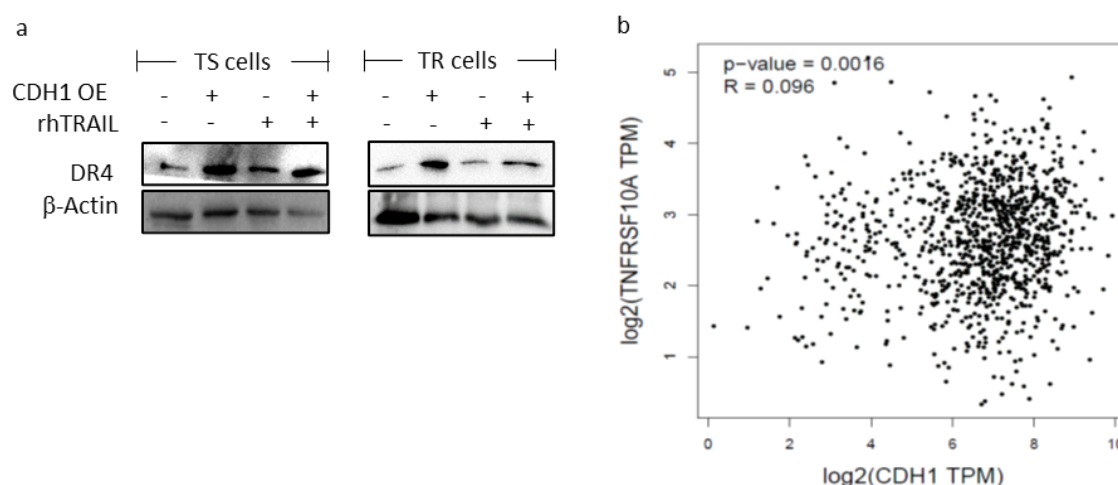 a
TS cells
TR cells
CDH1 OE - + - + - + - +
rhTRAIL - - + + - - + +
DR4
β-Actin
b
p-value = 0.0016
R = 0.096
5
4
3
2
1
log2(TNFRSF10A TPM)
0 2 4 6 8 10
log2(CDH1 TPM)